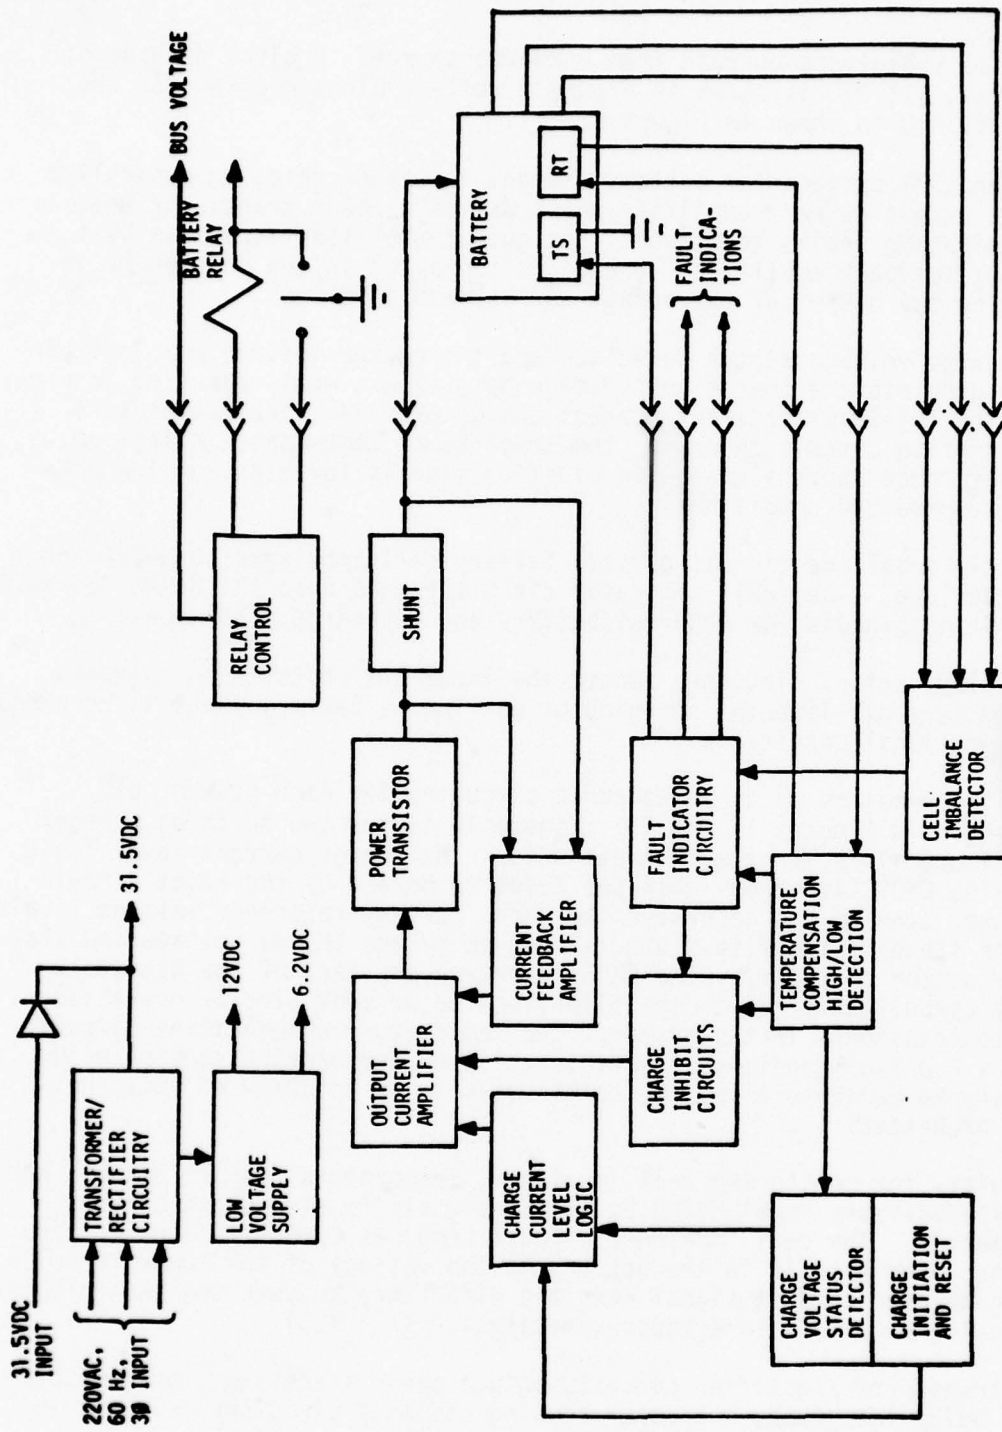 31.5VDC
INPUT
220VAC,
60 Hz,
3Ø INPUT
TRANSFORMER/
RECTIFIER
CIRCUITRY
31.5VDC
LOW
VOLTAGE
SUPPLY
12VDC
6.2VDC
BUS VOLTAGE
BATTERY
RELAY
RELAY
CONTROL
OUTPUT
CURRENT
AMPLIFIER
POWER
TRANSISTOR
SHUNT
BATTERY
TS
RT
CHARGE
CURRENT
LEVEL
LOGIC
CURRENT
FEEDBACK
AMPLIFIER
CHARGE
INHIBIT
CIRCUITS
FAULT
INDICATOR
CIRCUITRY
FAULT
INDICA-
TIONS
CHARGE
VOLTAGE
STATUS
DETECTOR
CHARGE
INITIATION
AND RESET
TEMPERATURE
COMPENSATION
HIGH/LOW
DETECTION
CELL
IMBALANCE
DETECTOR